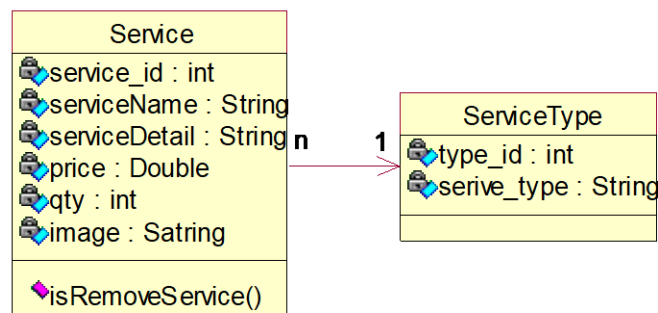 Service
service_id : int
serviceName : String
serviceDetail : String
price : Double
qty : int
image : Satring
isRemoveService()
n
1
ServiceType
type_id : int
serive_type : String